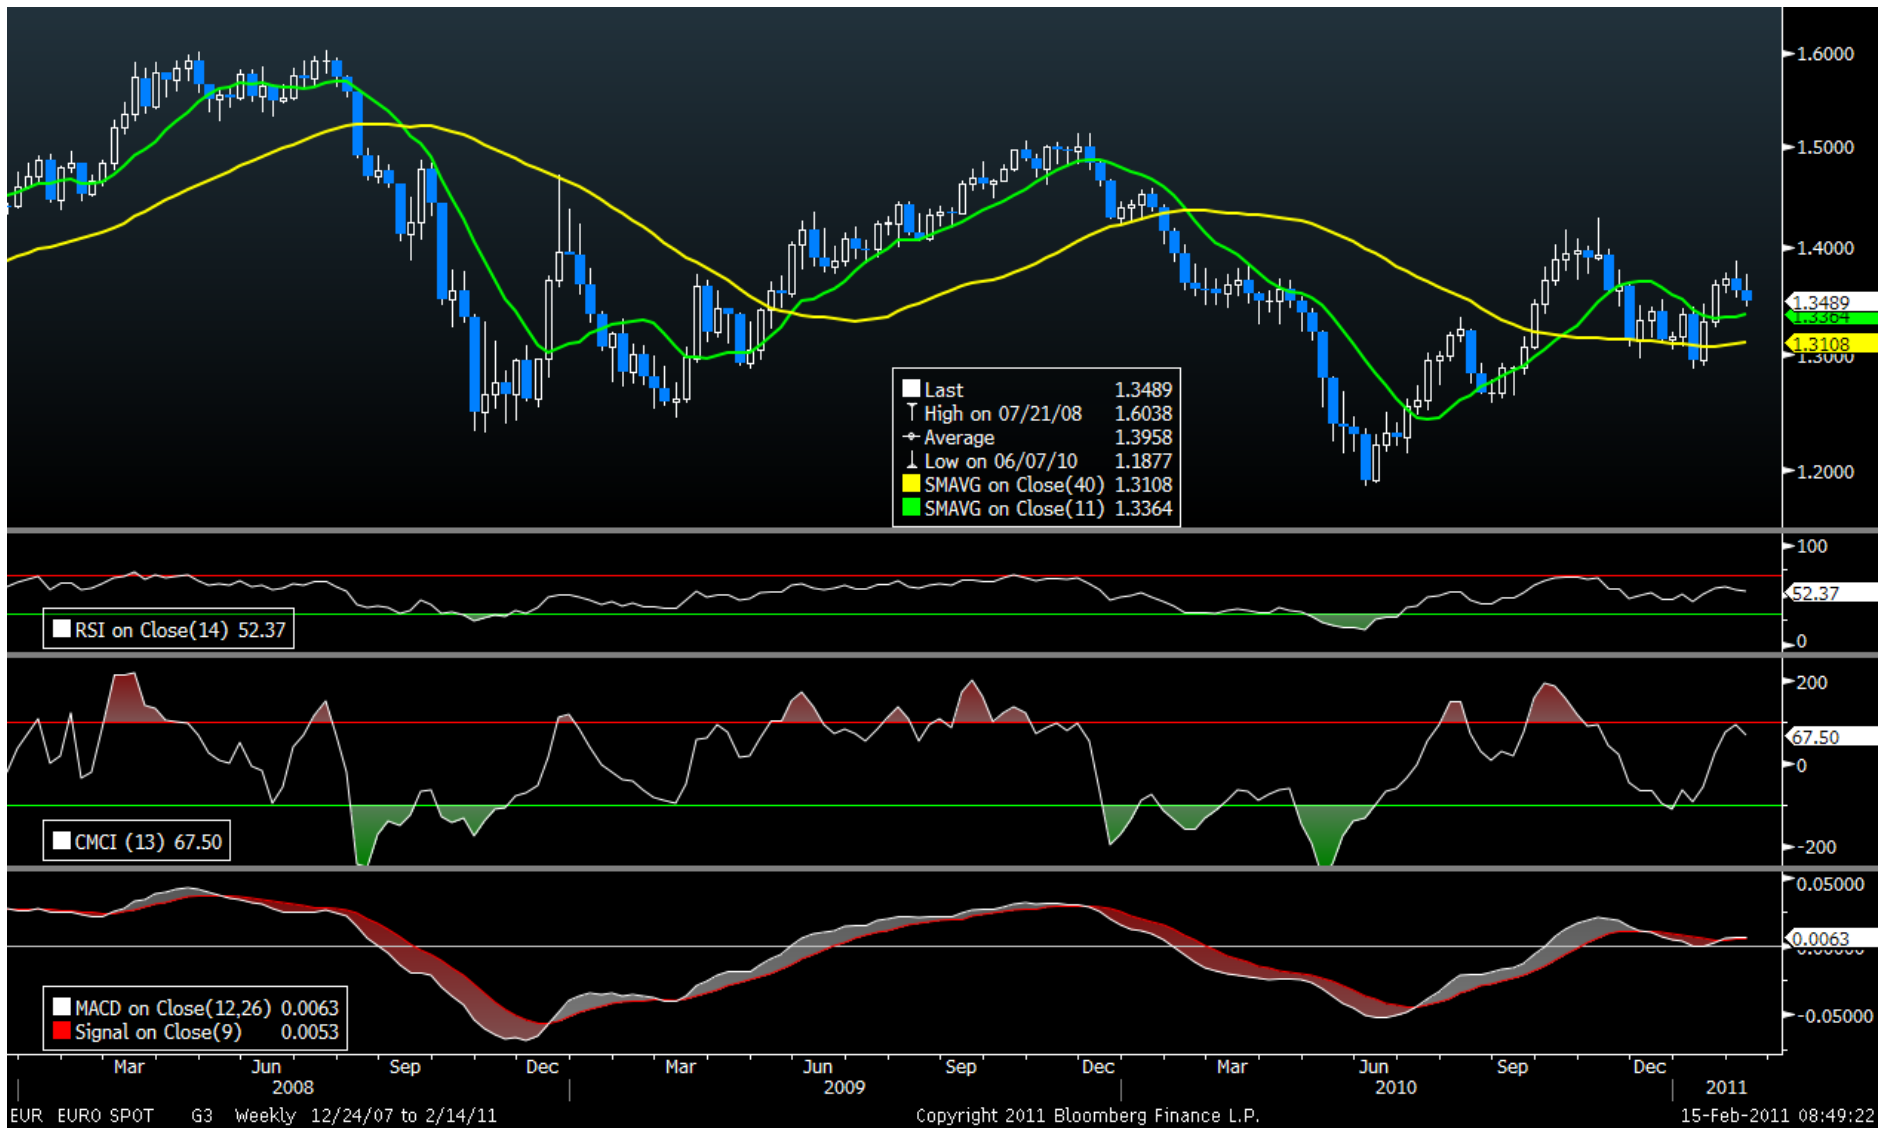 1.6000
1.5000
1.4000
1.3489
1.3364
1.3108
1.3000
1.2000
Last 1.3489
High on 07/21/08 1.6038
Average 1.3958
Low on 06/07/10 1.1877
SMAVG on Close(40) 1.3108
SMAVG on Close(11) 1.3364
100
52.37
0
RSI on Close(14) 52.37
200
67.50
0
-200
CMCI (13) 67.50
0.05000
0.0063
0.00000
-0.05000
MACD on Close(12,26) 0.0063
Signal on Close(9) 0.0053
Mar Jun Sep Dec Mar Jun Sep Dec Mar Jun Sep Dec
2008 2009 2010 2011
EUR EURO SPOT G3 Weekly 12/24/07 to 2/14/11 Copyright 2011 Bloomberg Finance L.P. 15-Feb-2011 08:49:22